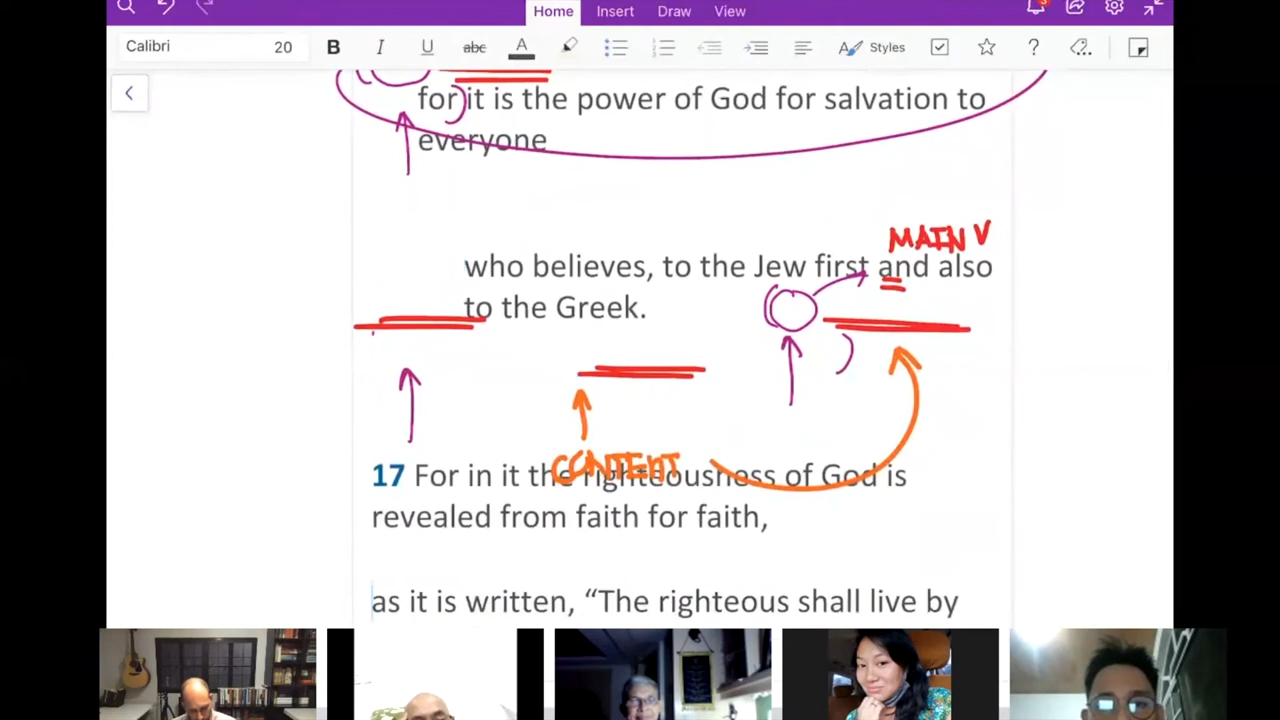 Home Insert Draw View
Calibri 20 B I U abc A Styles ?
for it is the power of God for salvation to
everyone
MAIN V
who believes, to the Jew first and also
to the Greek.
CONTENT
17 For in it the righteousness of God is
revealed from faith for faith,
as it is written, “The righteous shall live by